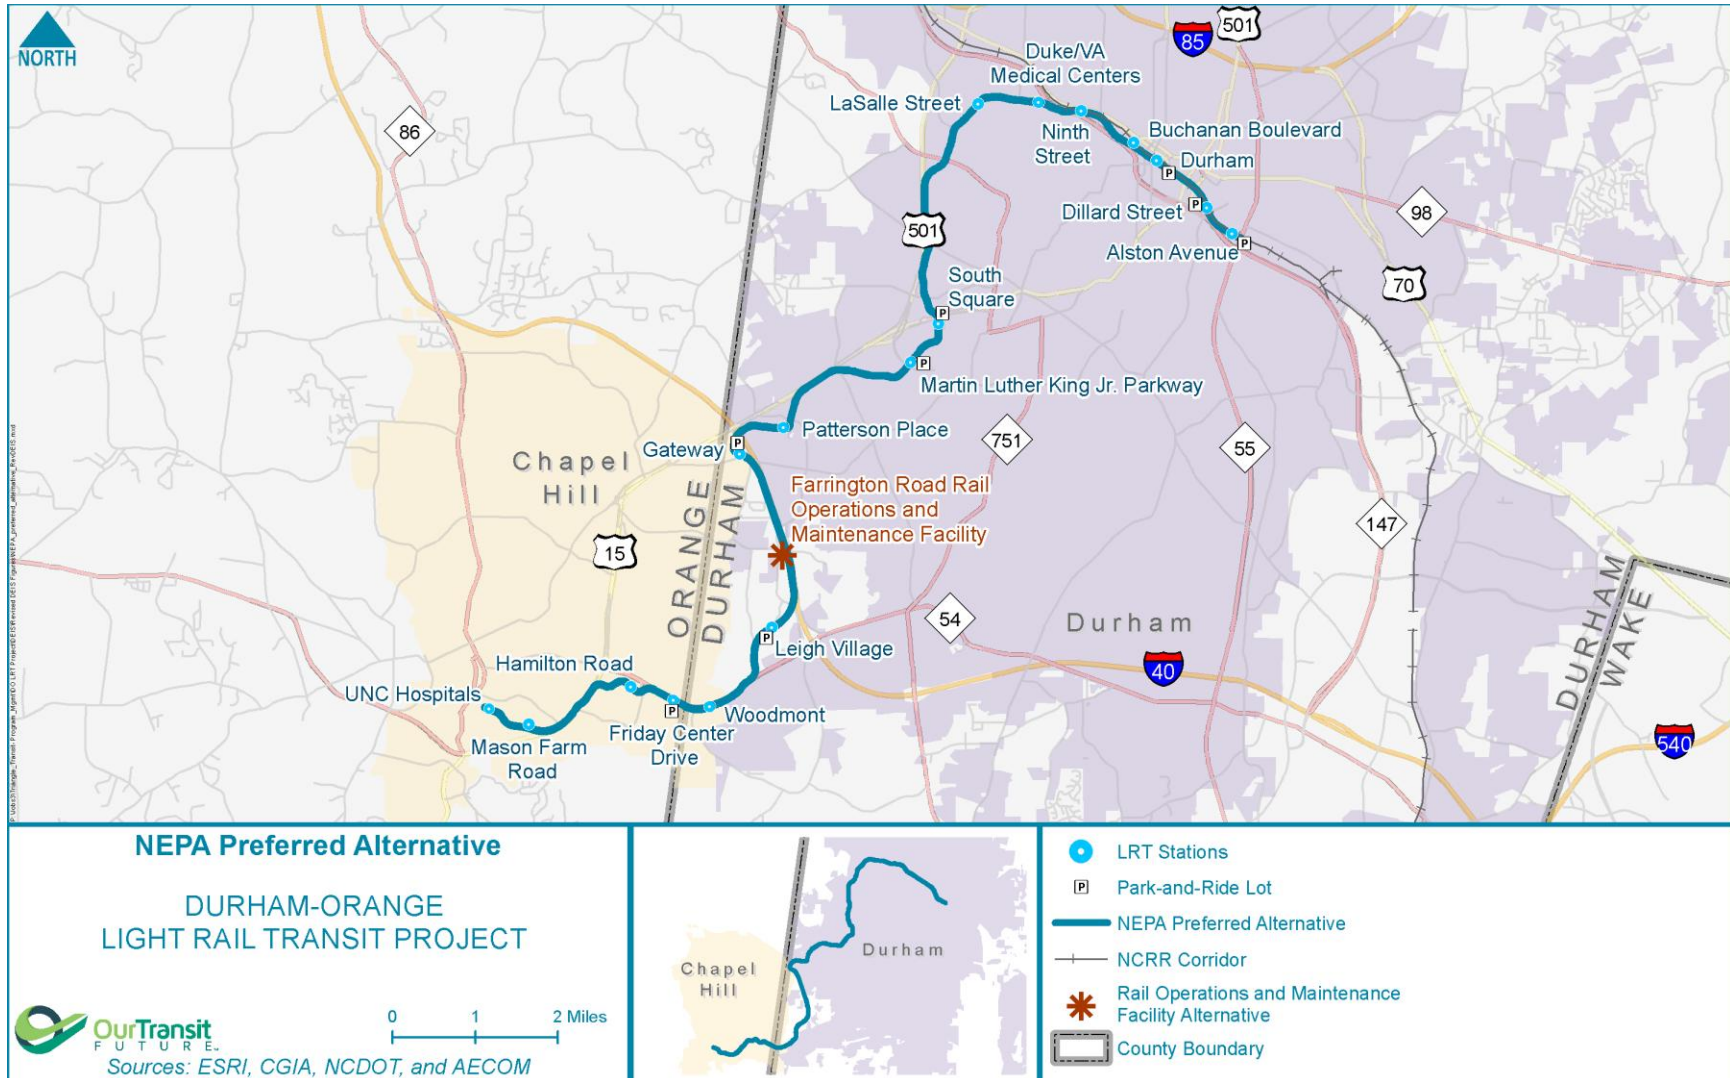 NORTH
86
501
85
Duke/VA
Medical Centers
LaSalle Street
Ninth
Street
Buchanan Boulevard
Durham
Dillard Street
Alston Avenue
98
70
501
South
Square
Martin Luther King Jr. Parkway
Patterson Place
Gateway
Chapel
Hill
15
ORANGE
DURHAM
Farrington Road Rail
Operations and
Maintenance Facility
751
55
147
54
Durham
40
DURHAM
WAKE
540
Leigh Village
Hamilton Road
UNC Hospitals
Mason Farm
Road
Friday Center
Drive
Woodmont
P
P
P
P
P
P
P
P
NEPA Preferred Alternative
DURHAM-ORANGE
LIGHT RAIL TRANSIT PROJECT
OurTransit
FUTURE
0 1 2 Miles
Sources: ESRI, CGIA, NCDOT, and AECOM
Chapel
Hill
Durham
LRT Stations
P Park-and-Ride Lot
NEPA Preferred Alternative
NCRR Corridor
Rail Operations and Maintenance
Facility Alternative
County Boundary